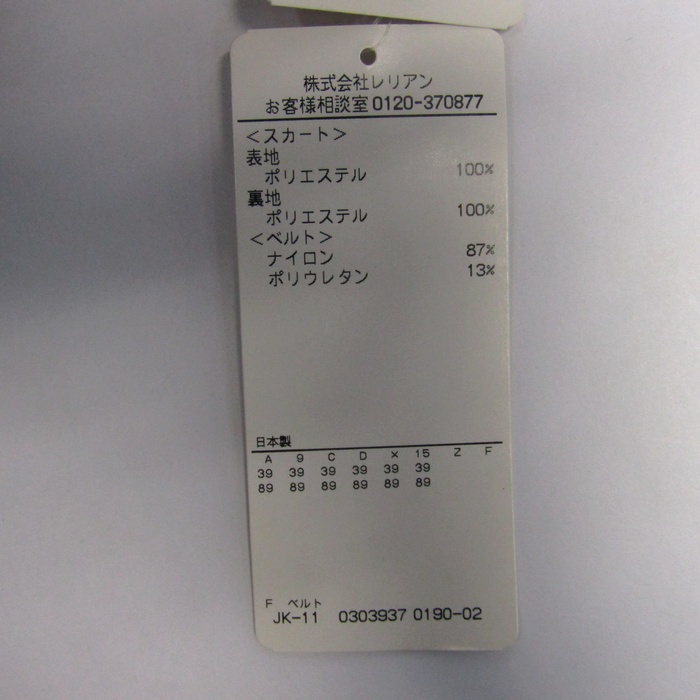 株式会社レリアン
お客様相談室0120-370877
＜スカート＞
表地
ポリエステル 100%
裏地
ポリエステル 100%
＜ベルト＞
ナイロン 87%
ポリウレタン 13%
日本製
A 9 C D × 15 Z F
39 39 39 39 39 39
89 89 89 89 89 89
F ベルト
JK-11 0303937 0190-02